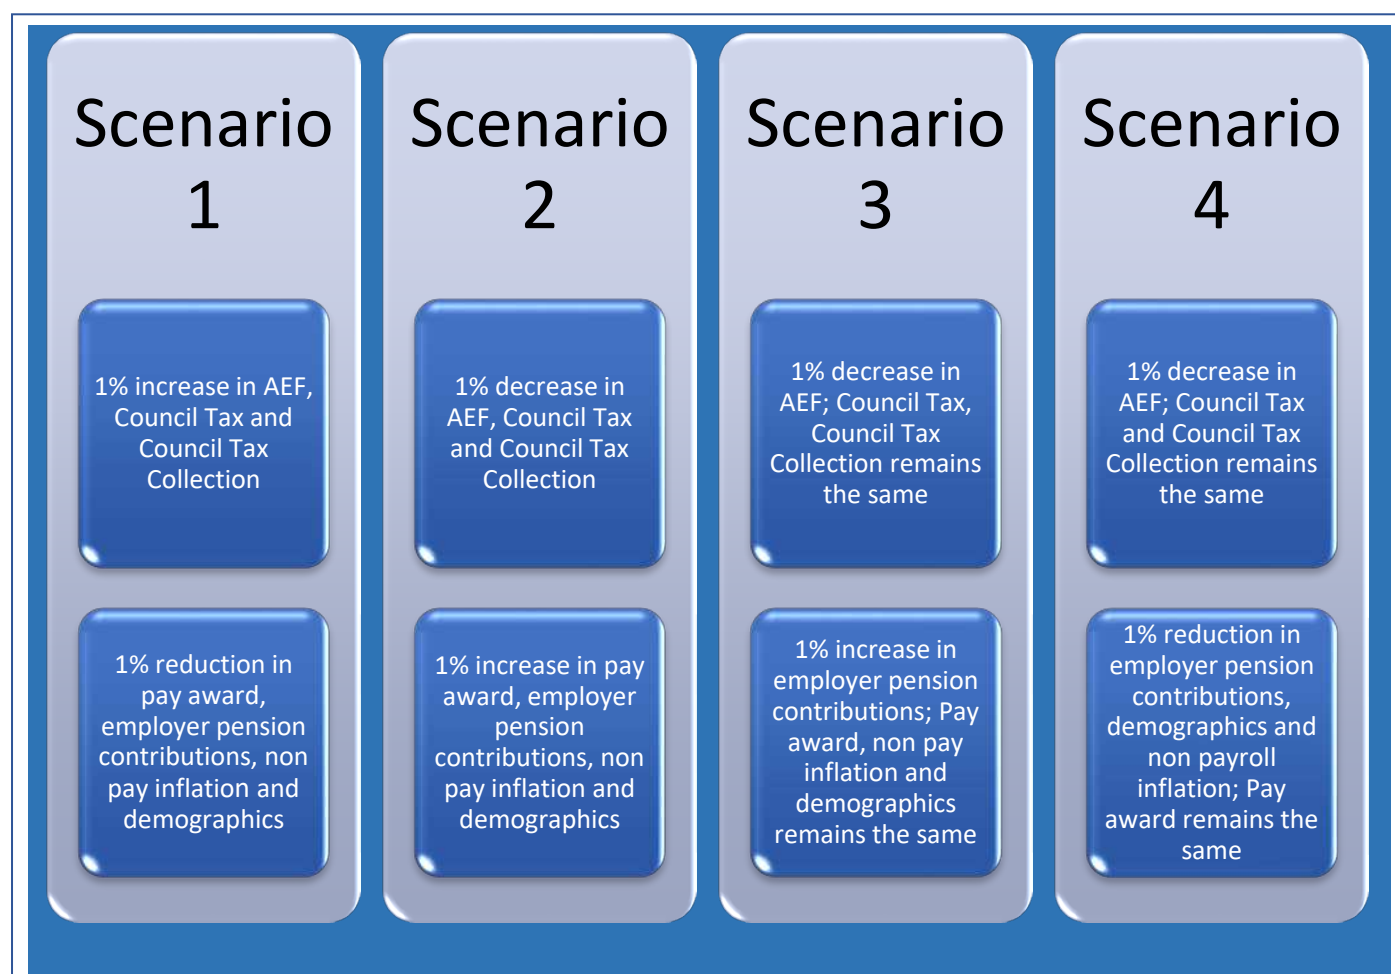 Scenario
1
1% increase in AEF,
Council Tax and
Council Tax
Collection
1% reduction in
pay award,
employer pension
contributions, non
pay inflation and
demographics
Scenario
2
1% decrease in
AEF, Council Tax
and Council Tax
Collection
1% increase in pay
award, employer
pension
contributions, non
pay inflation and
demographics
Scenario
3
1% decrease in
AEF; Council Tax,
Council Tax
Collection remains
the same
1% increase in
employer pension
contributions; Pay
award, non pay
inflation and
demographics
remains the same
Scenario
4
1% decrease in
AEF; Council Tax
and Council Tax
Collection remains
the same
1% reduction in
employer pension
contributions,
demographics and
non payroll
inflation; Pay
award remains the
same